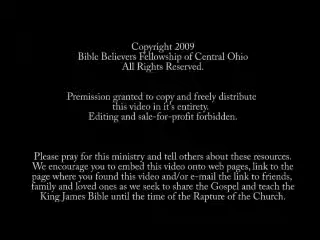 Copyright 2009
Bible Believers Fellowship of Central Ohio
All Rights Reserved.
Premission granted to copy and freely distribute
this video in it's entirety.
Editing and sale-for-profit forbidden.
Please pray for this ministry and tell others about these resources.
We encourage you to embed this video onto web pages, link to the
page where you found this video and/or e-mail the link to friends,
family and loved ones as we seek to share the Gospel and teach the
King James Bible until the time of the Rapture of the Church.